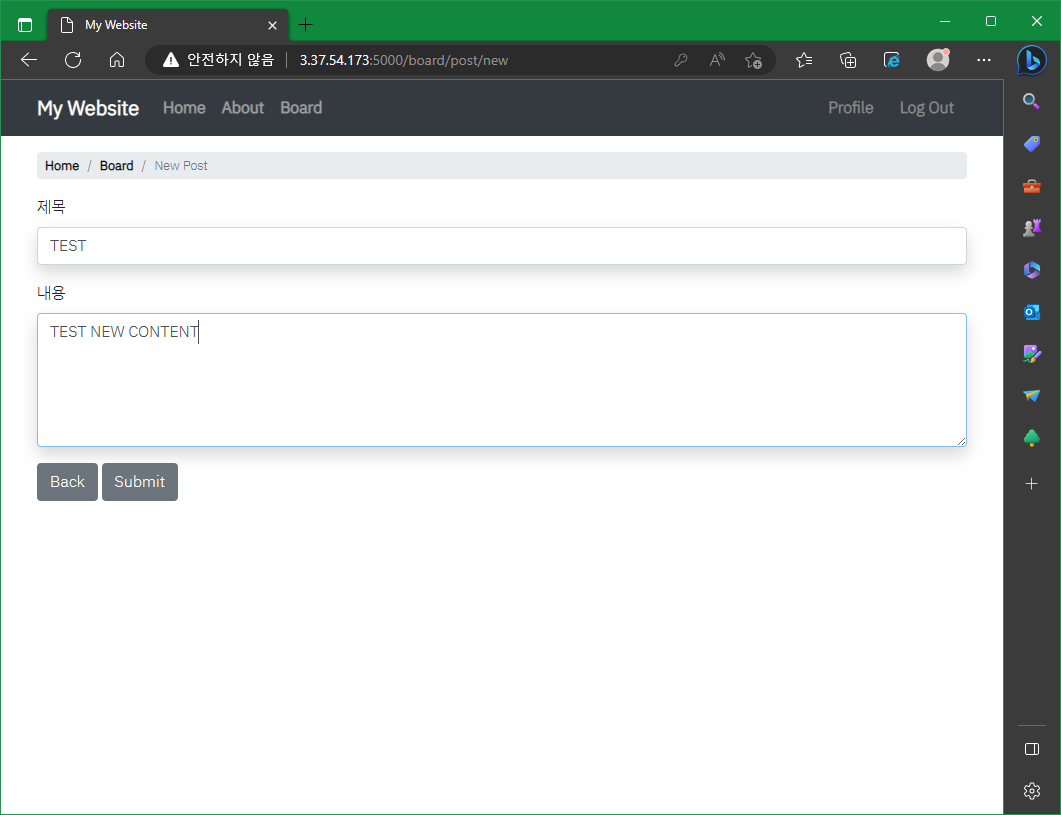 My Website
안전하지 않음 3.37.54.173:5000/board/post/new
My Website Home About Board Profile Log Out
Home / Board / New Post
제목
TEST
내용
TEST NEW CONTENT
Back Submit